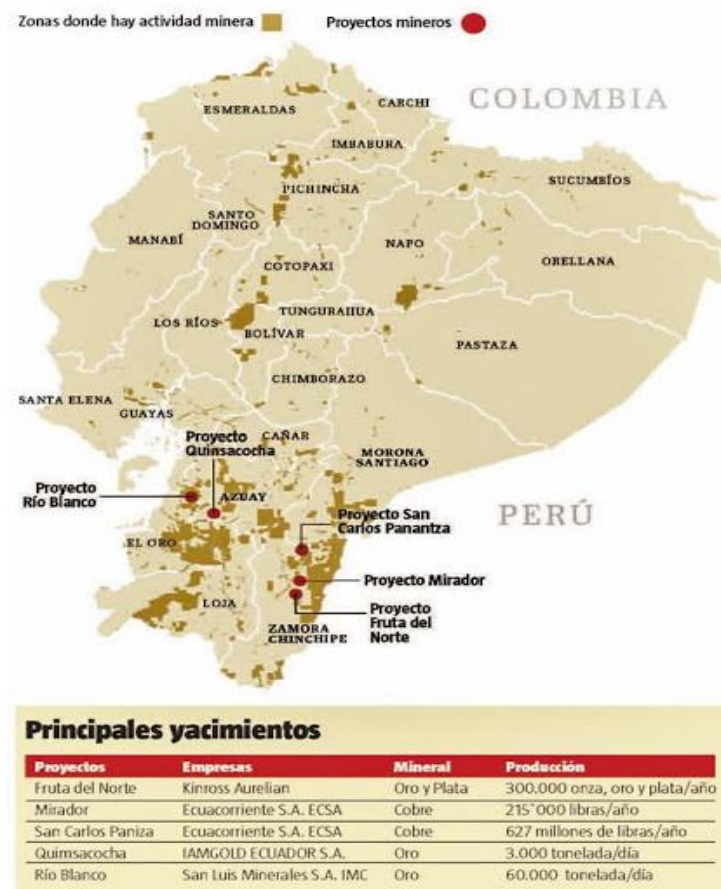 Zonas donde hay actividad minera
Proyectos mineros
COLOMBIA
ESMERALDAS
CARCHI
IMBABURA
SUCUMBÍOS
PICHINCHA
SANTO
DOMINGO
MANABÍ
NAPO
ORELLANA
COTOPAXI
TUNGURAHUA
LOS RÍOS
BOLÍVAR
PASTAZA
CHIMBORAZO
SANTA ELENA
GUAYAS
CAÑAR
Proyecto
Quinsacocha
MORONA
SANTIAGO
Proyecto
Río Blanco
AZUAY
PERÚ
Proyecto San
Carlos Panantza
EL ORO
Proyecto Mirador
LOJA
Proyecto
Fruta del
Norte
ZAMORA
CHINCHIPE
Principales yacimientos
Proyectos Empresas Mineral Producción
Fruta del Norte Kinross Aurelian Oro y Plata 300.000 onza, oro y plata/año
Mirador Ecuacorriente S.A. ECSA Cobre 215`000 libras/año
San Carlos Paniza Ecuacorriente S.A. ECSA Cobre 627 millones de libras/año
Quimsacocha IAMGOLD ECUADOR S.A. Oro 3.000 tonelada/día
Río Blanco San Luis Minerales S.A. IMC Oro 60.000 tonelada/día